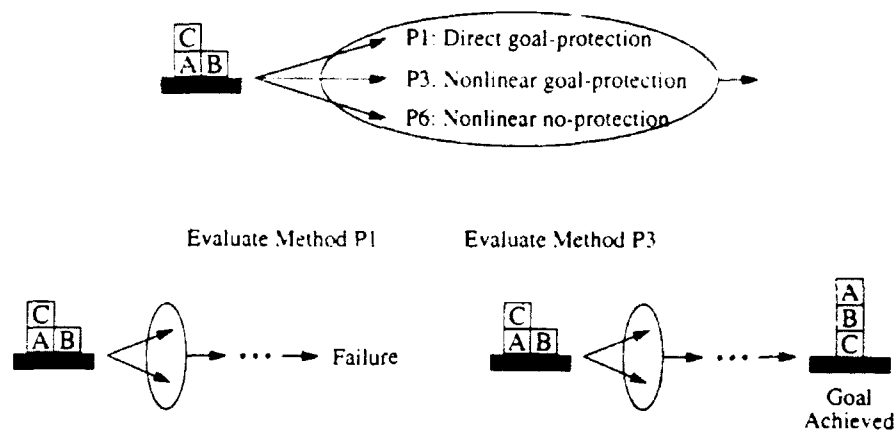 C
A B
P1: Direct goal-protection
P3. Nonlinear goal-protection
P6: Nonlinear no-protection
Evaluate Method P1
Evaluate Method P3
C
A B
Failure
C
A B
A
B
C
Goal
Achieved